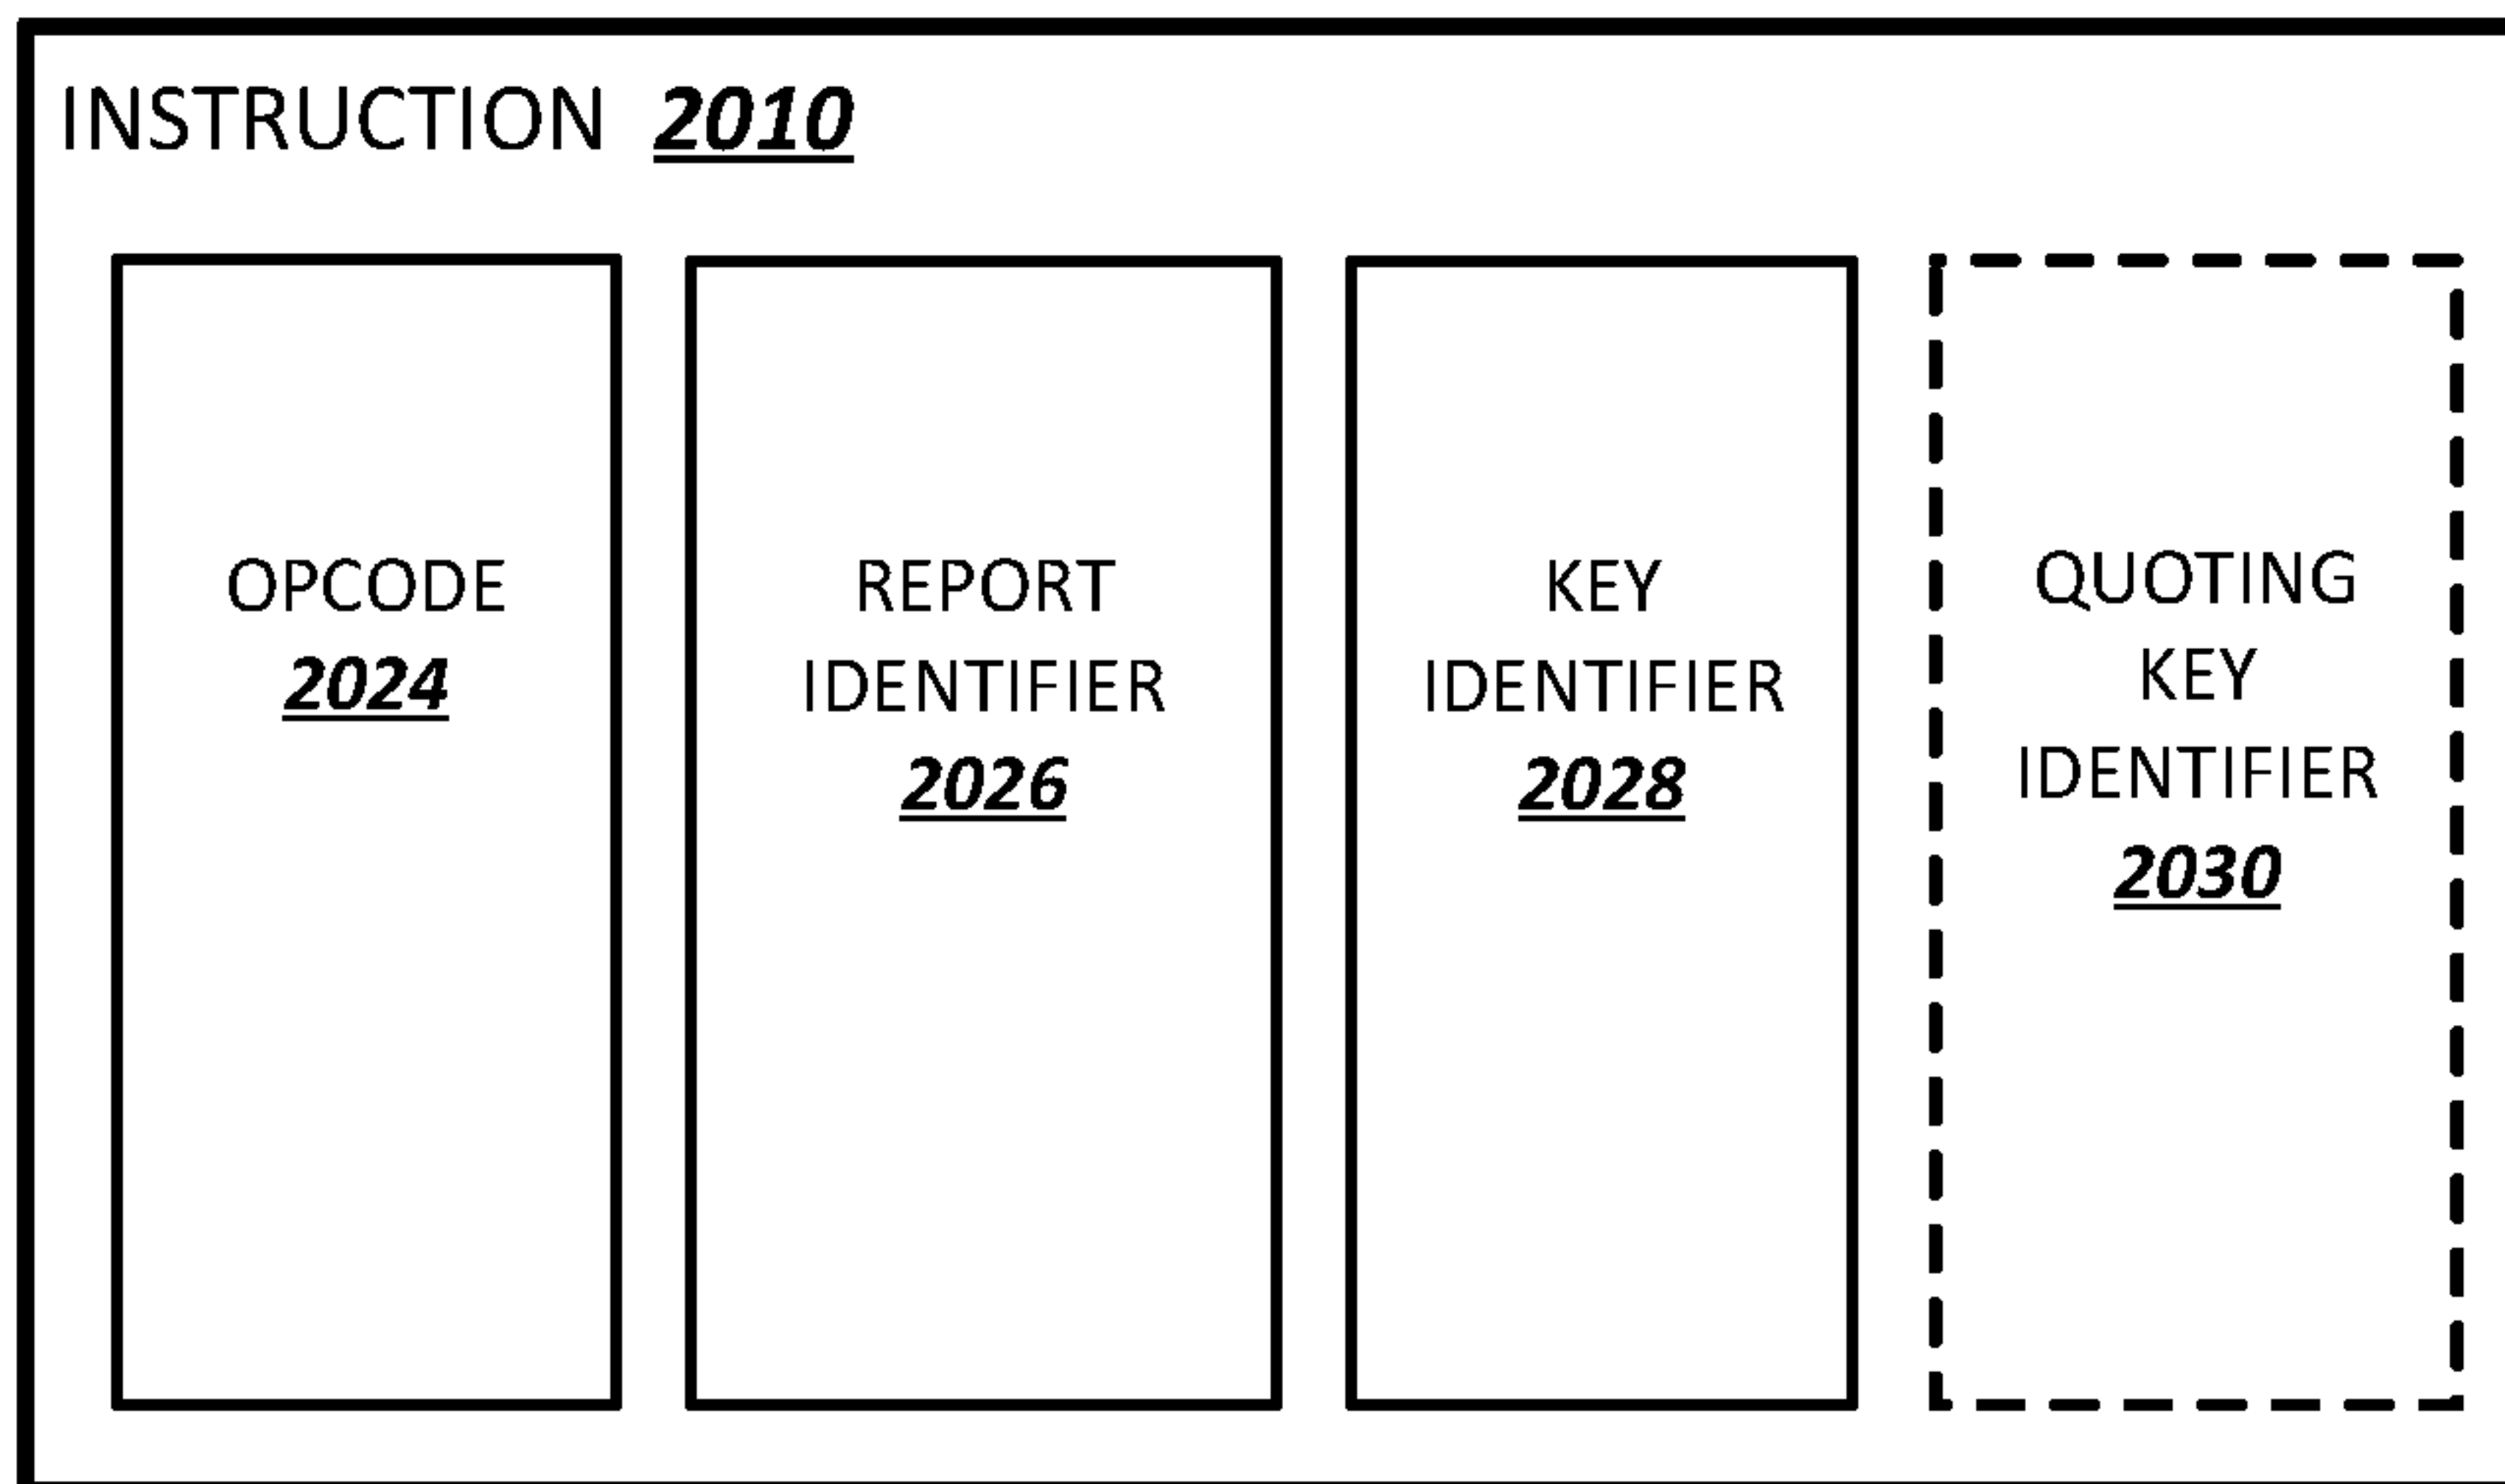 INSTRUCTION 2010
OPCODE
2024
REPORT
IDENTIFIER
2026
KEY
IDENTIFIER
2028
QUOTING
KEY
IDENTIFIER
2030